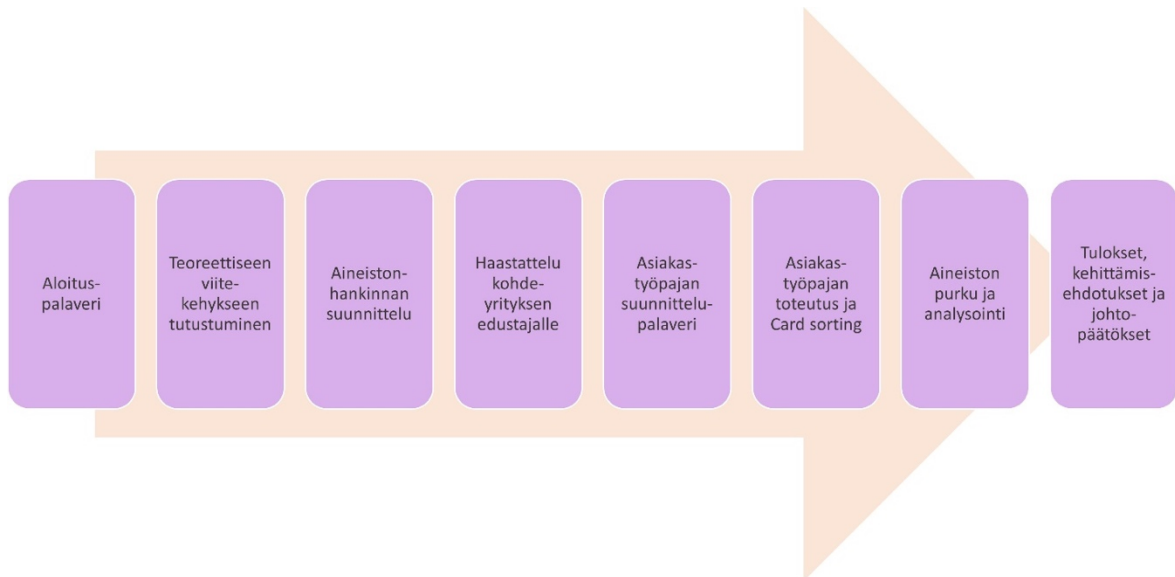 Aloitus-
palaveri
Teoreettiseen
viite-
kehykseen
tutustuminen
Aineiston-
hankinnan
suunnittelu
Haastattelu
kohde-
yrityksen
edustajalle
Asiakas-
työpajan
suunnittelu-
palaveri
Asiakas-
työpajan
toteutus ja
Card sorting
Aineiston
purku ja
analysointi
Tulokset,
kehittämis-
ehdotukset ja
johto-
päätökset